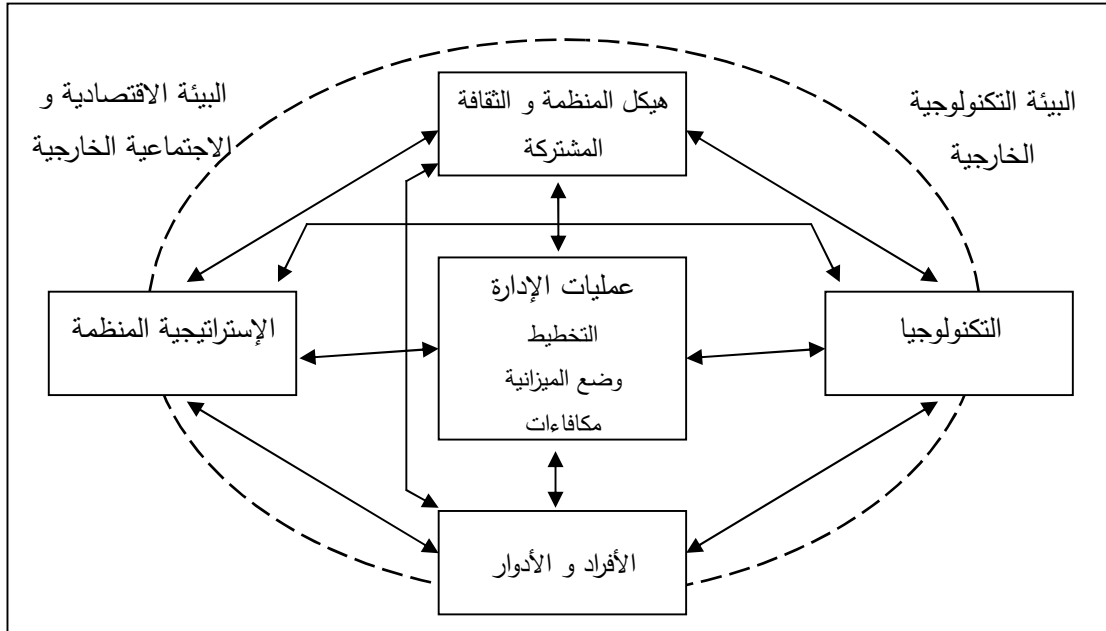 البيئة التكنولوجية
الخارجية
هيكل المنظمة و الثقافة
المشتركة
البيئة الاقتصادية و
الاجتماعية الخارجية
التكنولوجيا
عمليات الإدارة
التخطيط
وضع الميزانية
مكافاءات
الإستراتيجية المنظمة
الأفراد و الأدوار